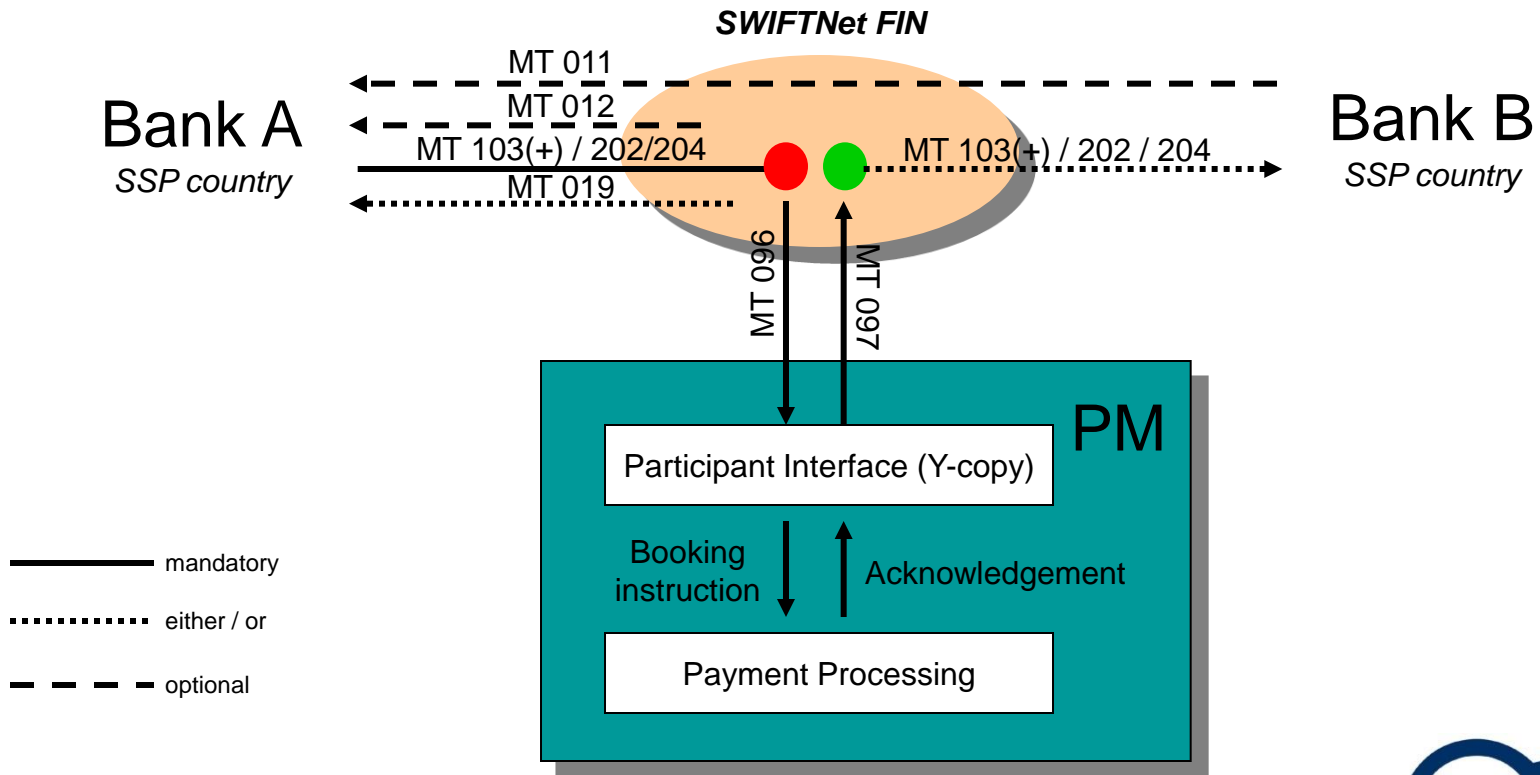 SWIFTNet FIN
MT 011
Bank A
SSP country
MT 012
MT 103(+) / 202/204
MT 019
MT 103(+) / 202 / 204
Bank B
SSP country
MT 096
MT 097
PM
Participant Interface (Y-copy)
Booking
instruction
Acknowledgement
Payment Processing
mandatory
either / or
optional